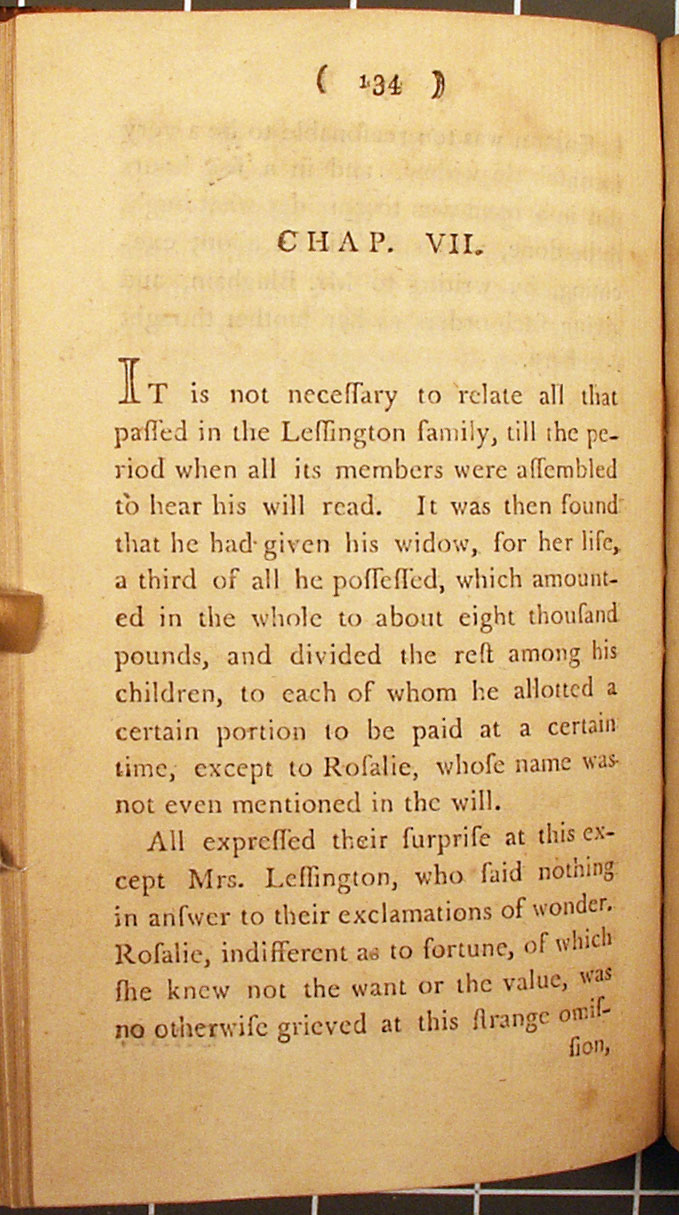 ( 134 )
CHAP. VII.
IT is not neceſſary to relate all that
paſſed in the Leſſington family, till the pe-
riod when all its members were aſſembled
to hear his will read. It was then found
that he had given his widow, for her life,
a third of all he poſſeſſed, which amount-
ed in the whole to about eight thouſand
pounds, and divided the reſt among his
children, to each of whom he allotted a
certain portion to be paid at a certain
time, except to Roſalie, whoſe name was
not even mentioned in the will.
All expreſſed their ſurpriſe at this ex-
cept Mrs. Leſſington, who ſaid nothing
in anſwer to their exclamations of wonder.
Roſalie, indifferent as to fortune, of which
ſhe knew not the want or the value, was
no otherwiſe grieved at this ſtrange omiſ-
ſion,